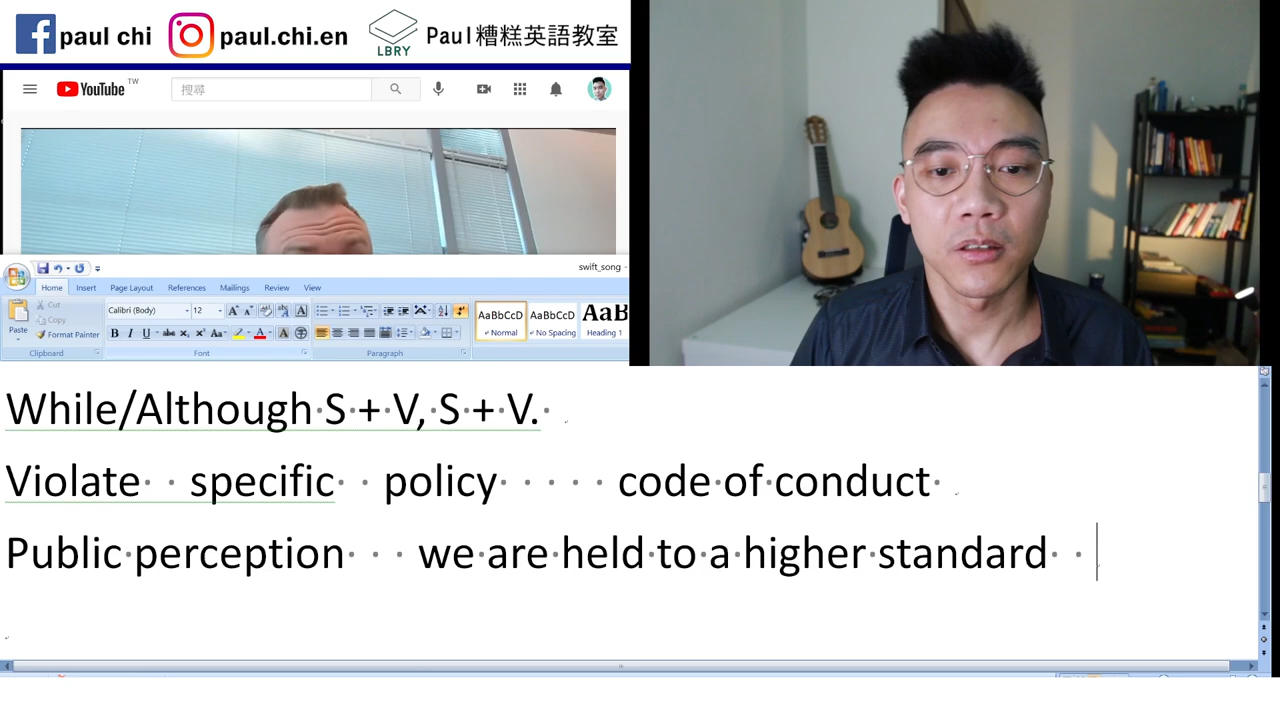 paul chi paul.chi.en LBRY Paul糟糕英語教室
YouTube TW 搜尋
swift_song -
Home Insert Page Layout References Mailings Review View
Cut
Copy
Format Painter
Paste
Calibri (Body) 12
AaBbCcD AaBbCcD AaB
Normal No Spacing Heading 1
Clipboard Font Paragraph
While/Although S + V, S + V.
Violate specific policy code of conduct
Public perception we are held to a higher standard